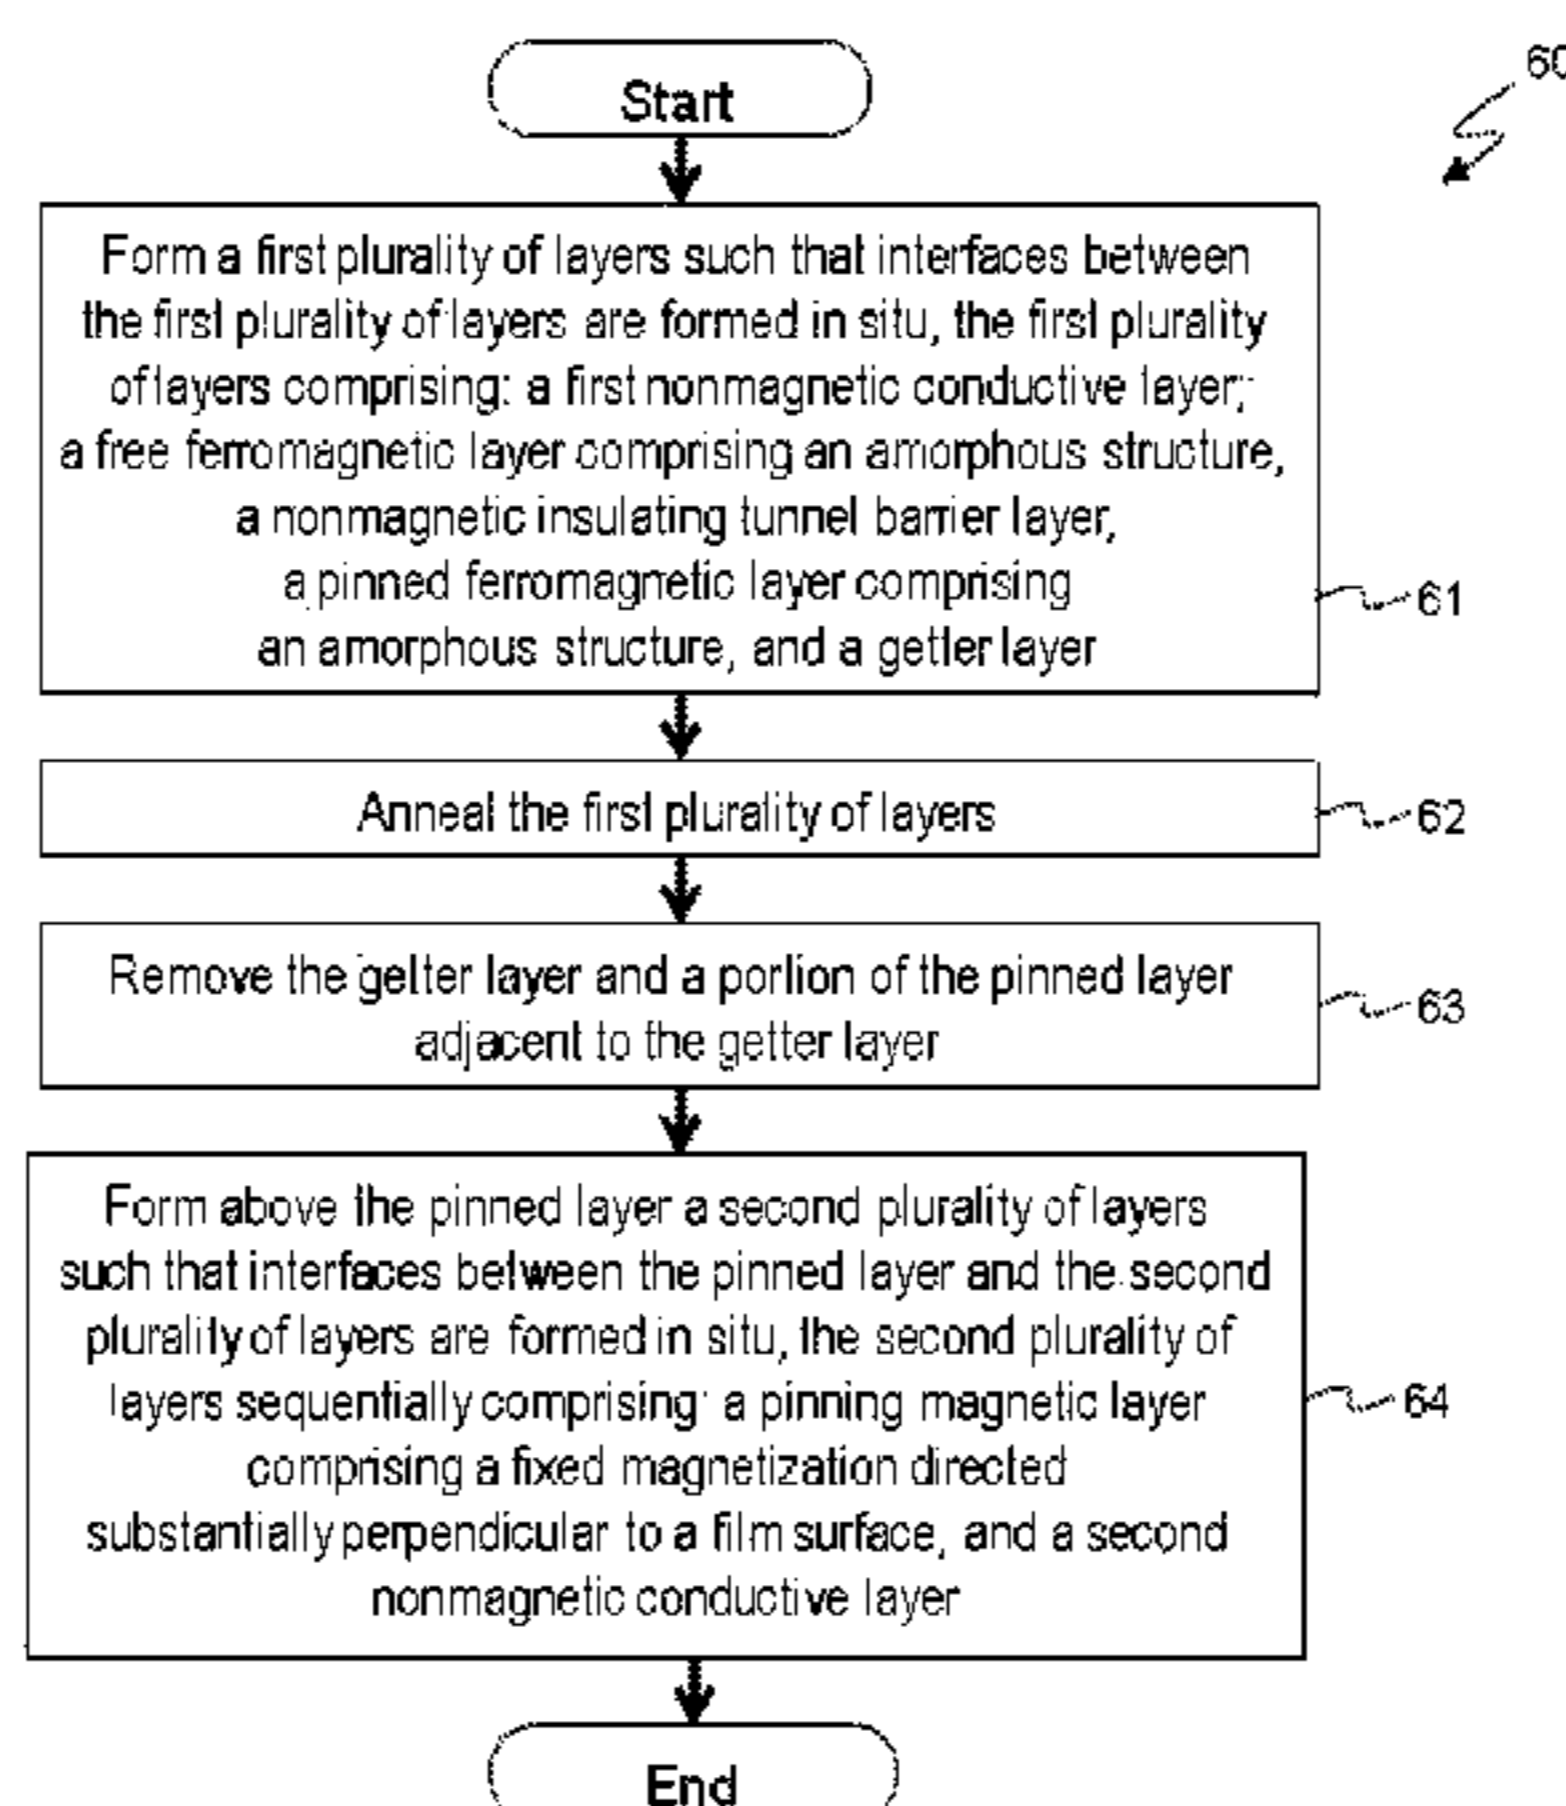 60
Start
Form a first plurality of layers such that interfaces between
the first plurality of layers are formed in situ, the first plurality
of layers comprising: a first nonmagnetic conductive layer,
a free ferromagnetic layer comprising an amorphous structure,
a nonmagnetic insulating tunnel barrier layer,
a pinned ferromagnetic layer comprising
an amorphous structure, and a getter layer
61
Anneal the first plurality of layers
62
Remove the getter layer and a portion of the pinned layer
adjacent to the getter layer
63
Form above the pinned layer a second plurality of layers
such that interfaces between the pinned layer and the second
plurality of layers are formed in situ, the second plurality of
layers sequentially comprising: a pinning magnetic layer
comprising a fixed magnetization directed
substantially perpendicular to a film surface, and a second
nonmagnetic conductive layer
64
End